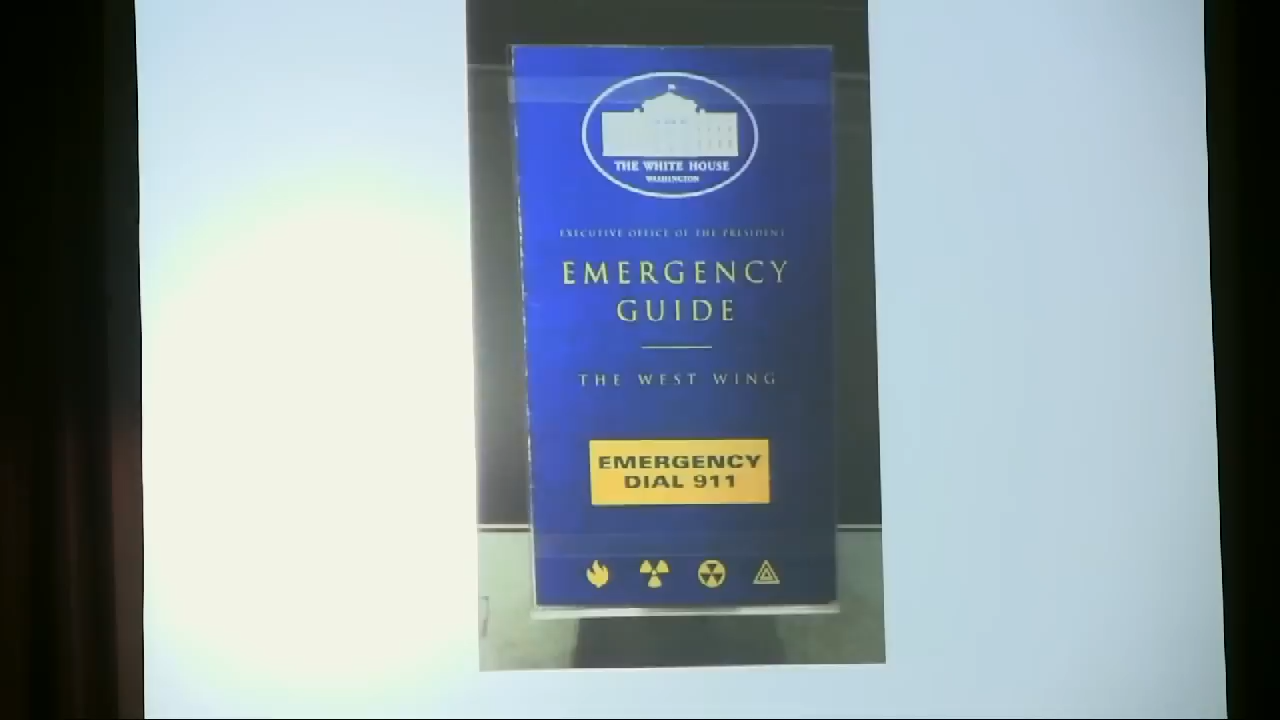 THE WHITE HOUSE
WASHINGTON
EXECUTIVE OFFICE OF THE PRESIDENT
EMERGENCY
GUIDE
THE WEST WING
EMERGENCY
DIAL 911